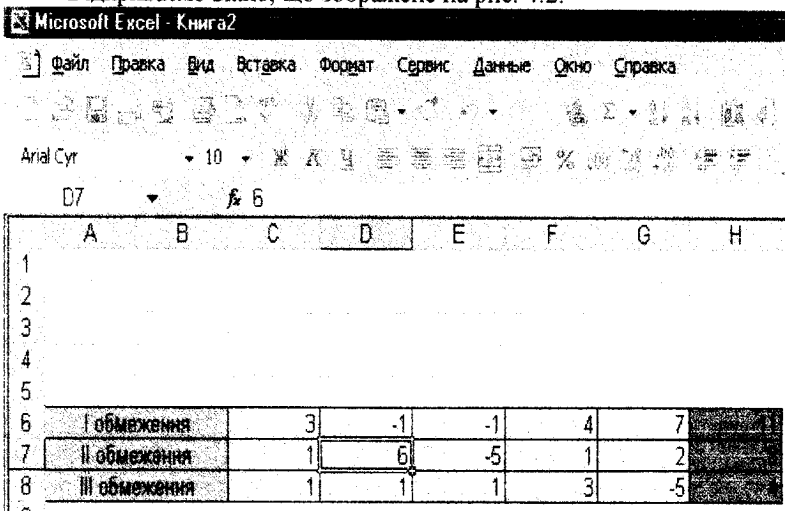 Microsoft Excel - Книга2
Файл Правка Вид Вставка Формат Сервис Данные Окно Справка
Arial Cyr 10 Ж К Ч %
D7 fx 6
A B C D E F G H
1
2
3
4
5
6 І обмеження 3 -1 -1 4 7
7 ІІ обмеження 1 6 -5 1 2
8 ІІІ обмеження 1 1 1 3 -5